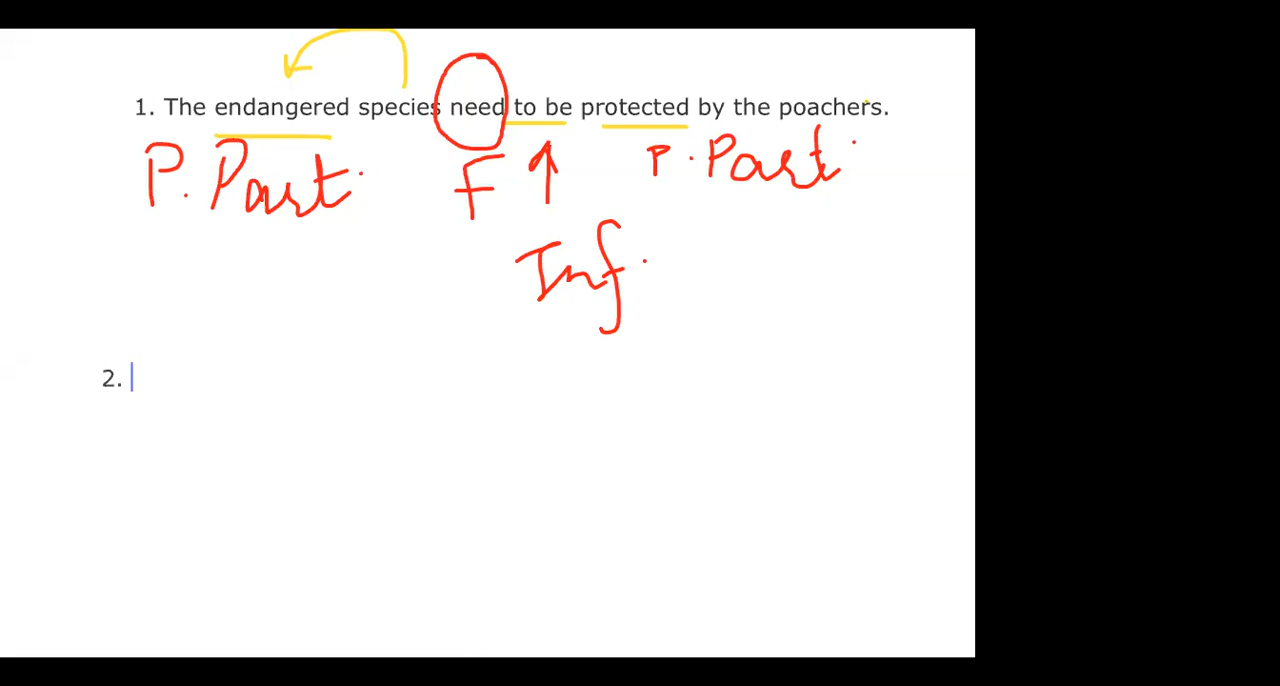 1. The endangered species need to be protected by the poachers.
P. Part. F P. Part.
Inf.
2.